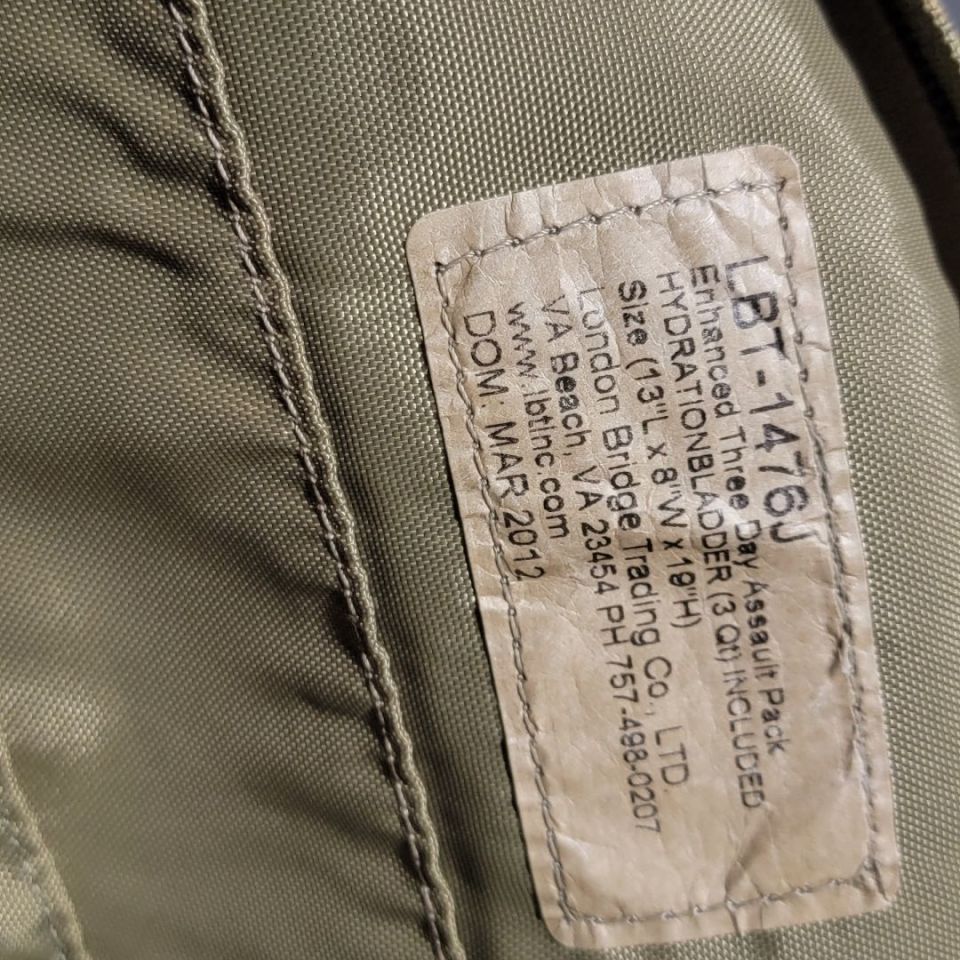 LBT-1476J
Enhanced Three Day Assault Pack
HYDRATIONBLADDER (3 Qt) INCLUDED
Size (13"L x 8"W x 19"H)
London Bridge Trading Co., LTD.
VA Beach, VA 23454 PH 757-498-0207
www.lbtinc.com
DOM: MAR 2012